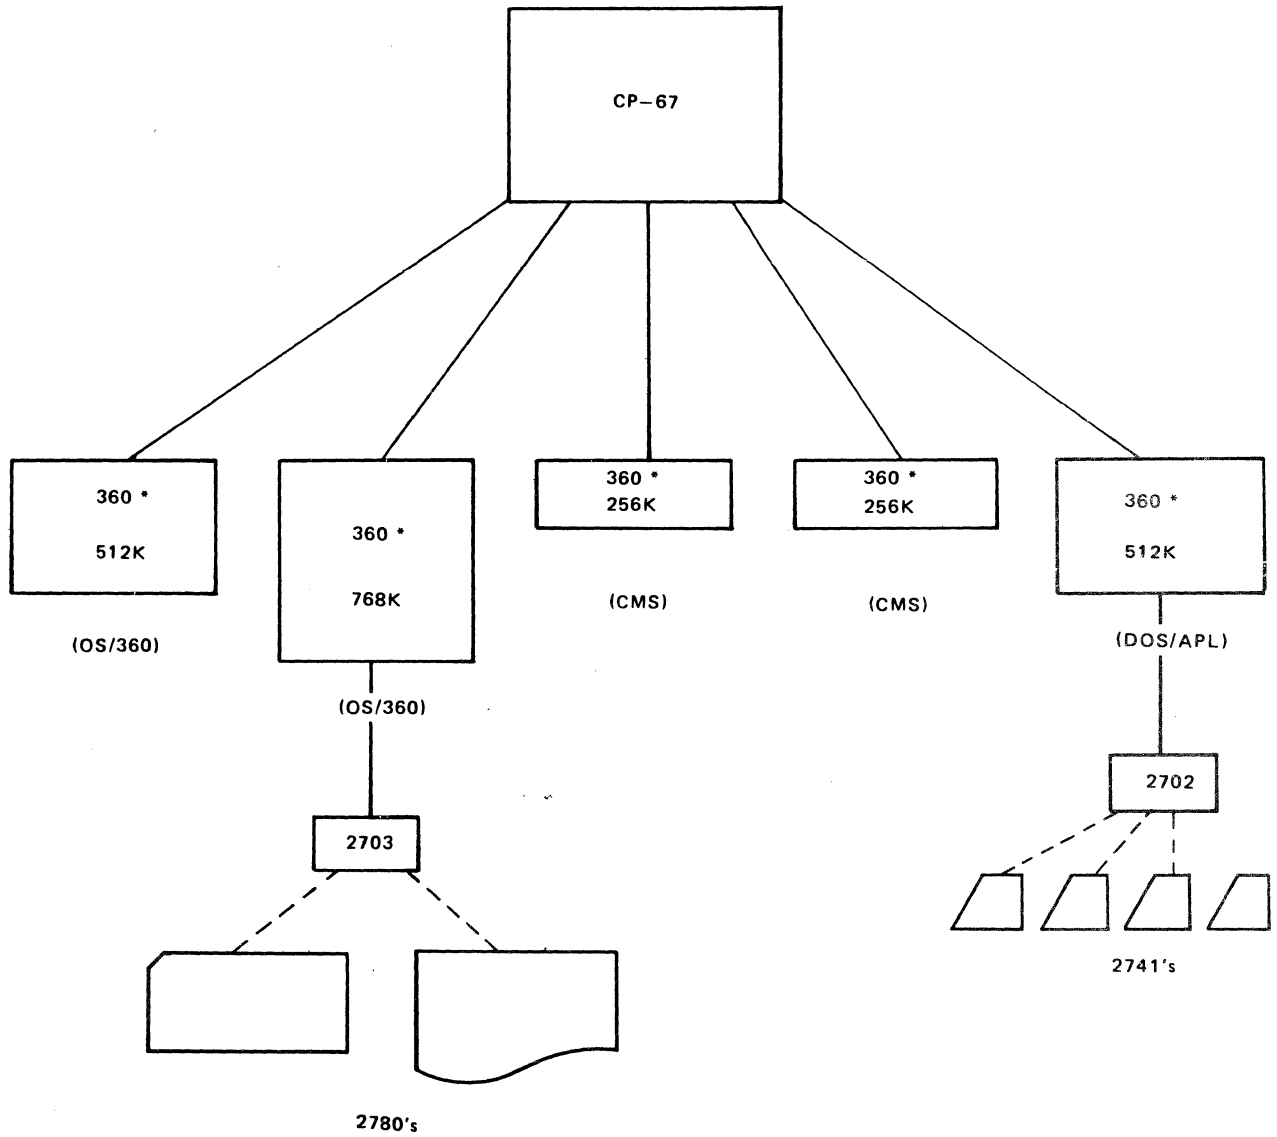 CP–67
360 *
512K
(OS/360)
360 *
768K
(OS/360)
360 *
256K
(CMS)
360 *
256K
(CMS)
360 *
512K
(DOS/APL)
2703
2702
2780's
2741's